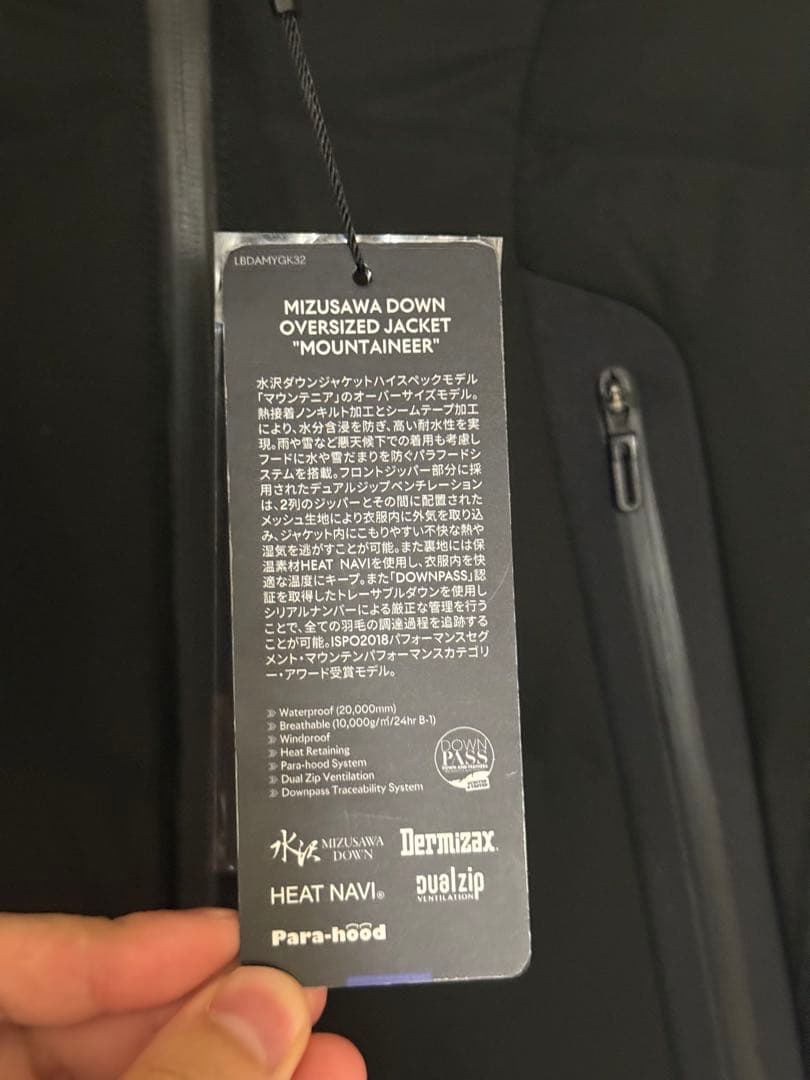 LBDAMYGK32
MIZUSAWA DOWN
OVERSIZED JACKET
"MOUNTAINEER"
水沢ダウンジャケットハイスペックモデル
「マウンテニア」のオーバーサイズモデル。
熱接着ノンキルト加工とシームテープ加工
により、水分含浸を防ぎ、高い耐水性を実
現。雨や雪など悪天候下での着用も考慮し
フードに水や雪だまりを防ぐパラフードシ
ステムを搭載。フロントジッパー部分に採
用されたデュアルジップベンチレーション
は、2列のジッパーとその間に配置された
メッシュ生地により衣服内に外気を取り込
み、ジャケット内にこもりやすい不快な熱や
湿気を逃がすことが可能。また裏地には保
温素材HEAT NAVIを使用し、衣服内を快
適な温度にキープ。また「DOWNPASS」認
証を取得したトレーサブルダウンを使用し
シリアルナンバーによる厳正な管理を行う
ことで、全ての羽毛の調達過程を追跡する
ことが可能。ISPO2018パフォーマンスセグ
メント・マウンテンパフォーマンスカテゴリ
ー・アワード受賞モデル。
Waterproof (20,000mm)
Breathable (10,000g/㎡/24hr B-1)
Windproof
Heat Retaining
Para-hood System
Dual Zip Ventilation
Downpass Traceability System
DOWN
PASS
水沢 MIZUSAWA
DOWN
Dermizax®
HEAT NAVI®
Dualzip
VENTILATION
Para-hood